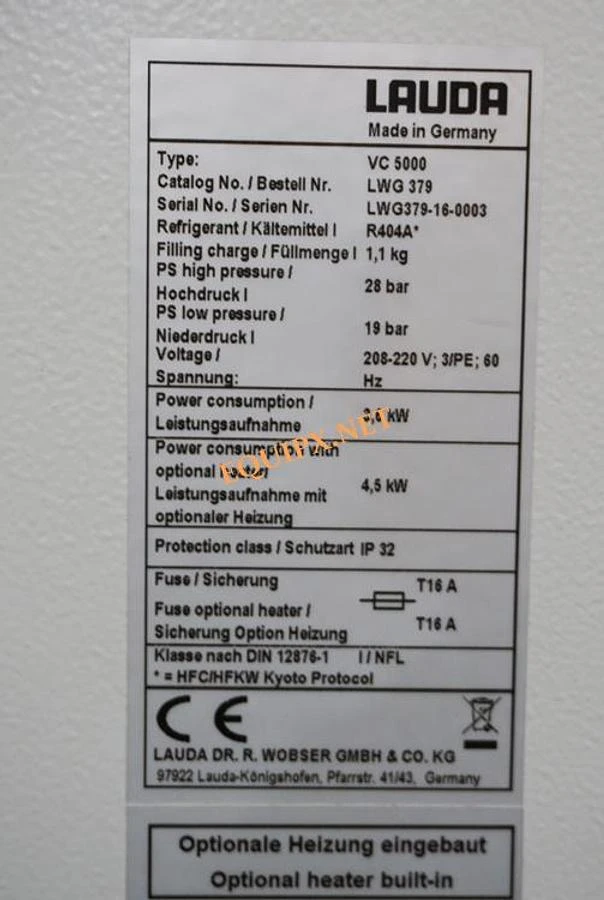 LAUDA
Made in Germany
Type: VC 5000
Catalog No. / Bestell Nr. LWG 379
Serial No. / Serien Nr. LWG379-16-0003
Refrigerant / Kältemittel I R404A*
Filling charge / Füllmenge I 1,1 kg
PS high pressure /
Hochdruck I 28 bar
PS low pressure /
Niederdruck I 19 bar
Voltage / 208-220 V; 3/PE; 60
Spannung: Hz
Power consumption /
Leistungsaufnahme kW
EQUIPX.NET
Power consumption with
optional heater/
Leistungsaufnahme mit 4,5 kW
optionaler Heizung
Protection class / Schutzart IP 32
Fuse / Sicherung T16 A
Fuse optional heater / T16 A
Sicherung Option Heizung
Klasse nach DIN 12876-1 I / NFL
* = HFC/HFKW Kyoto Protocol
CE
LAUDA DR. R. WOBSER GMBH & CO. KG
97922 Lauda-Königshofen, Pfarrstr. 41/43, Germany
Optionale Heizung eingebaut
Optional heater built-in